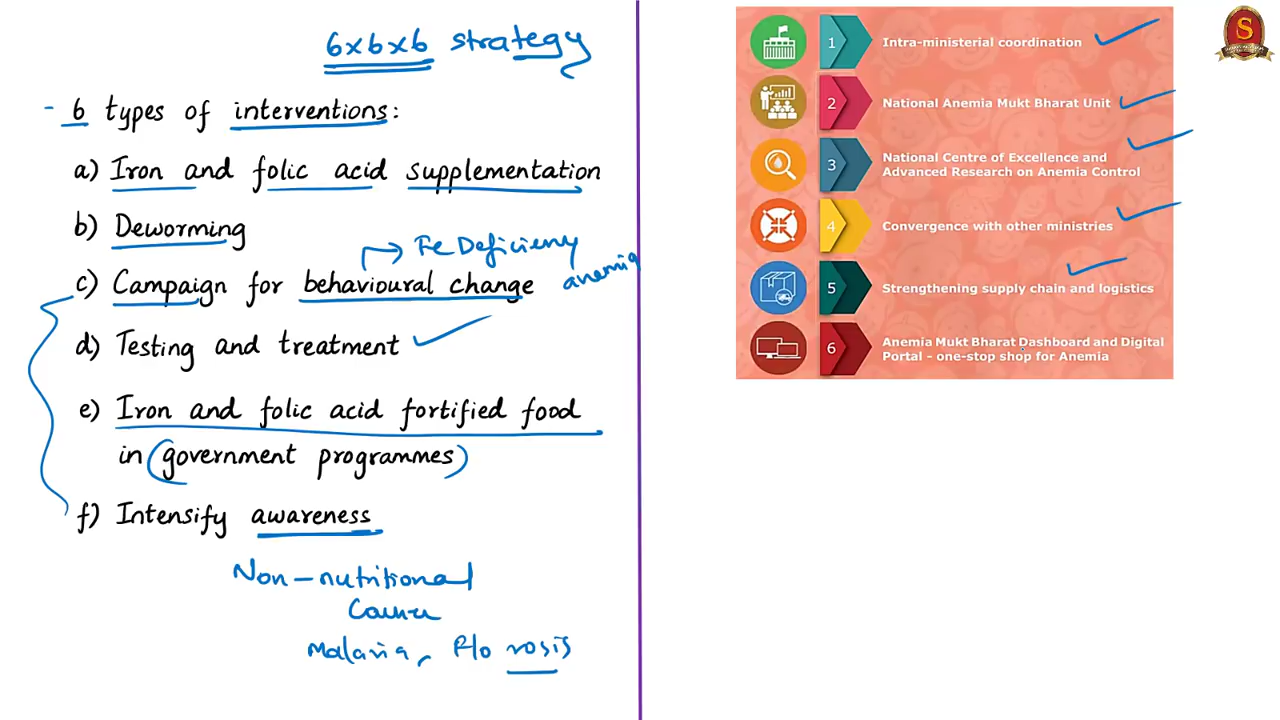 6x6x6 strategy
- 6 types of interventions:
a) Iron and folic acid supplementation
b) Deworming
→ Fe Deficieny
anemia
c) Campaign for behavioural change
d) Testing and treatment
e) Iron and folic acid fortified food
in (government programmes)
f) Intensify awareness
Non-nutritional
Malaria, Flo rosis
1 Intra-ministerial coordination
2 National Anemia Mukt Bharat Unit
3 National Centre of Excellence and
Advanced Research on Anemia Control
4 Convergence with other ministries
5 Strengthening supply chain and logistics
6 Anemia Mukt Bharat Dashboard and Digital
Portal - one-stop shop for Anemia
S